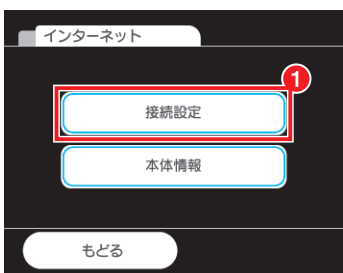 インターネット
1
接続設定
本体情報
もどる